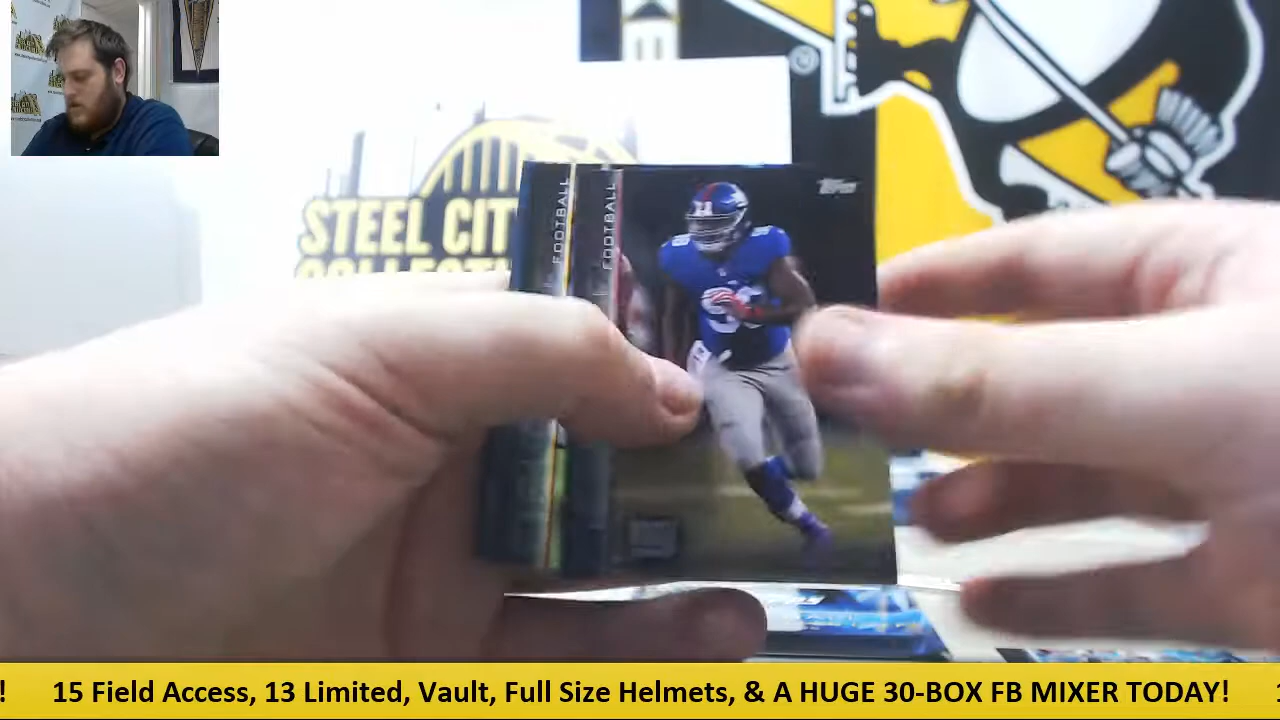 STEEL CIT
FOOTBALL
FOOTBALL
Topps
®
! 15 Field Access, 13 Limited, Vault, Full Size Helmets, & A HUGE 30-BOX FB MIXER TODAY!